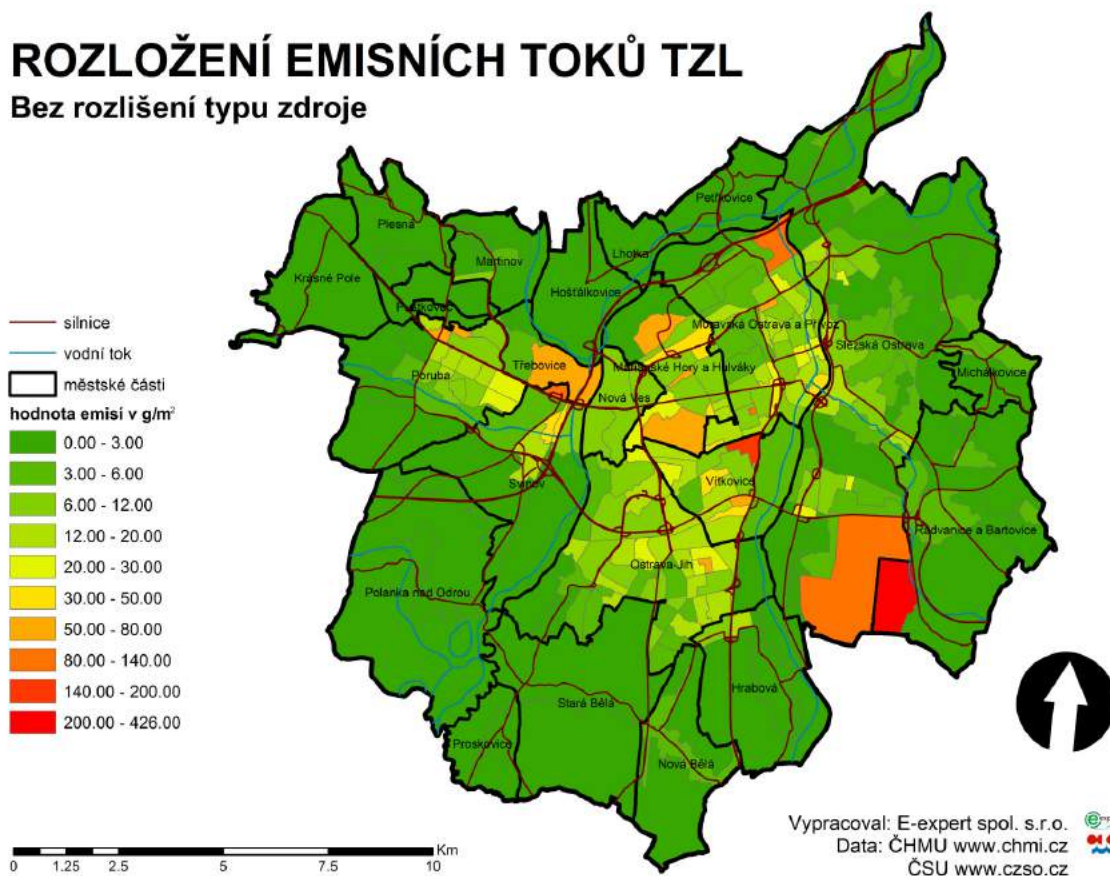 ROZLOŽENÍ EMISNÍCH TOKŮ TZL
Bez rozlišení typu zdroje
Petřkovice
Plesná
Lhotka
Martinov
Krásné Pole
Hošťálkovice
Pustkovec
Moravská Ostrava a Přívoz
Slezská Ostrava
Třebovice
Mariánské Hory a Hulváky
Michálkovice
Poruba
Nová Ves
Svinov
Vítkovice
Radvanice a Bartovice
Ostrava-Jih
Polanka nad Odrou
Hrabová
Stará Bělá
Proskovice
Nová Bělá
silnice
vodní tok
městské části
hodnota emisí v g/m²
0.00 - 3.00
3.00 - 6.00
6.00 - 12.00
12.00 - 20.00
20.00 - 30.00
30.00 - 50.00
50.00 - 80.00
80.00 - 140.00
140.00 - 200.00
200.00 - 426.00
Km
0 1.25 2.5 5 7.5 10
Vypracoval: E-expert spol. s.r.o.
Data: ČHMU www.chmi.cz
ČSU www.czso.cz